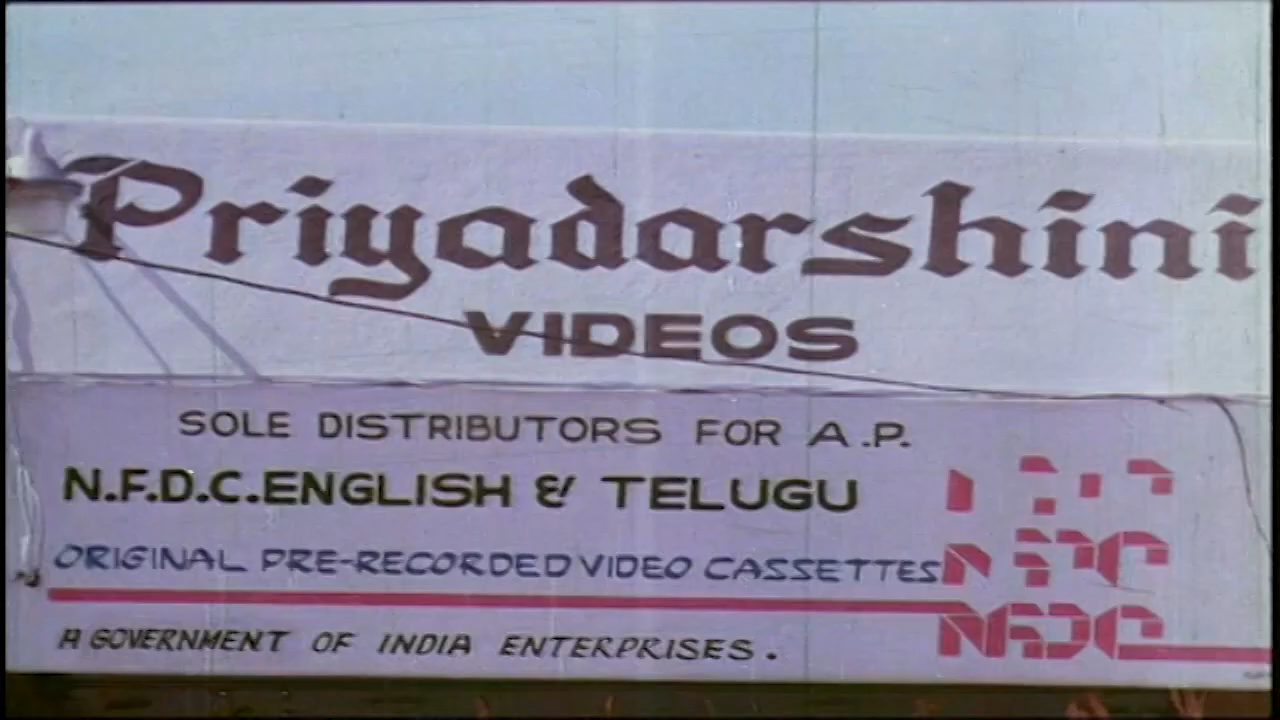 Priyadarshini
VIDEOS
SOLE DISTRIBUTORS FOR A.P.
N.F.D.C. ENGLISH & TELUGU
ORIGINAL PRE-RECORDED VIDEO CASSETTES
A GOVERNMENT OF INDIA ENTERPRISES.
NFDC